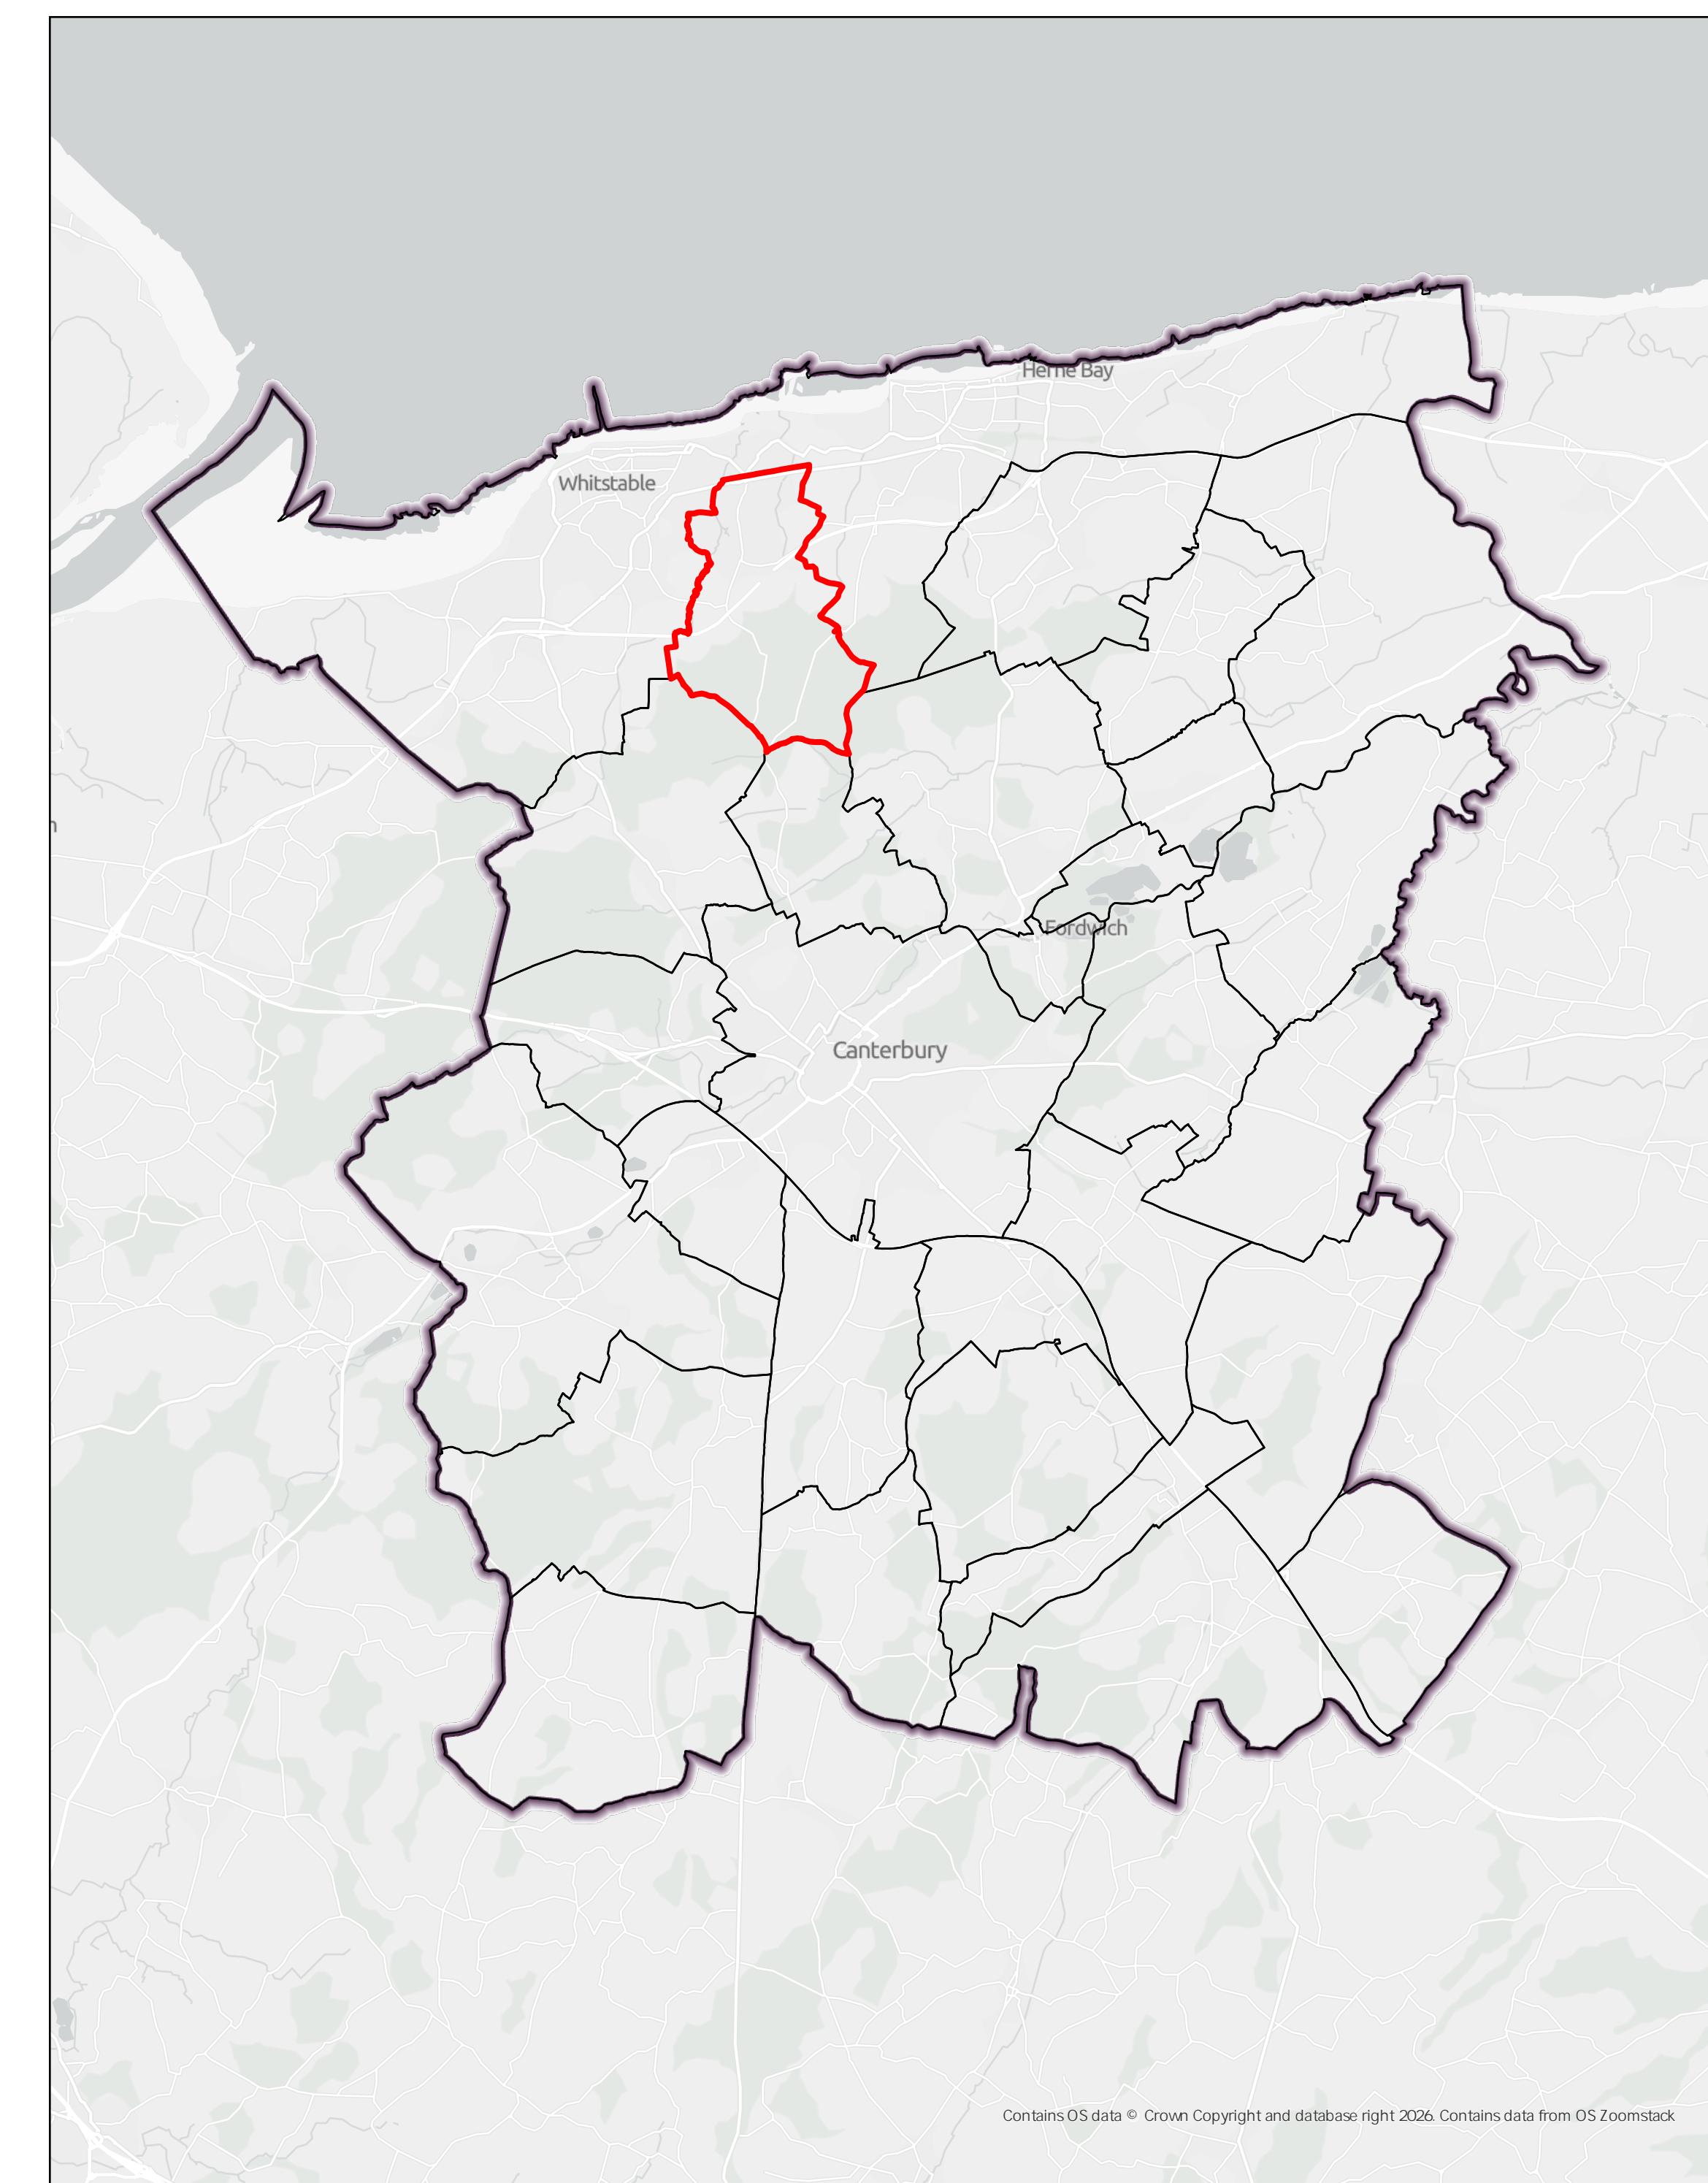 Herne Bay
Whitstable
Fordwich
Canterbury
Contains OS data © Crown Copyright and database right 2026. Contains data from OS Zoomstack